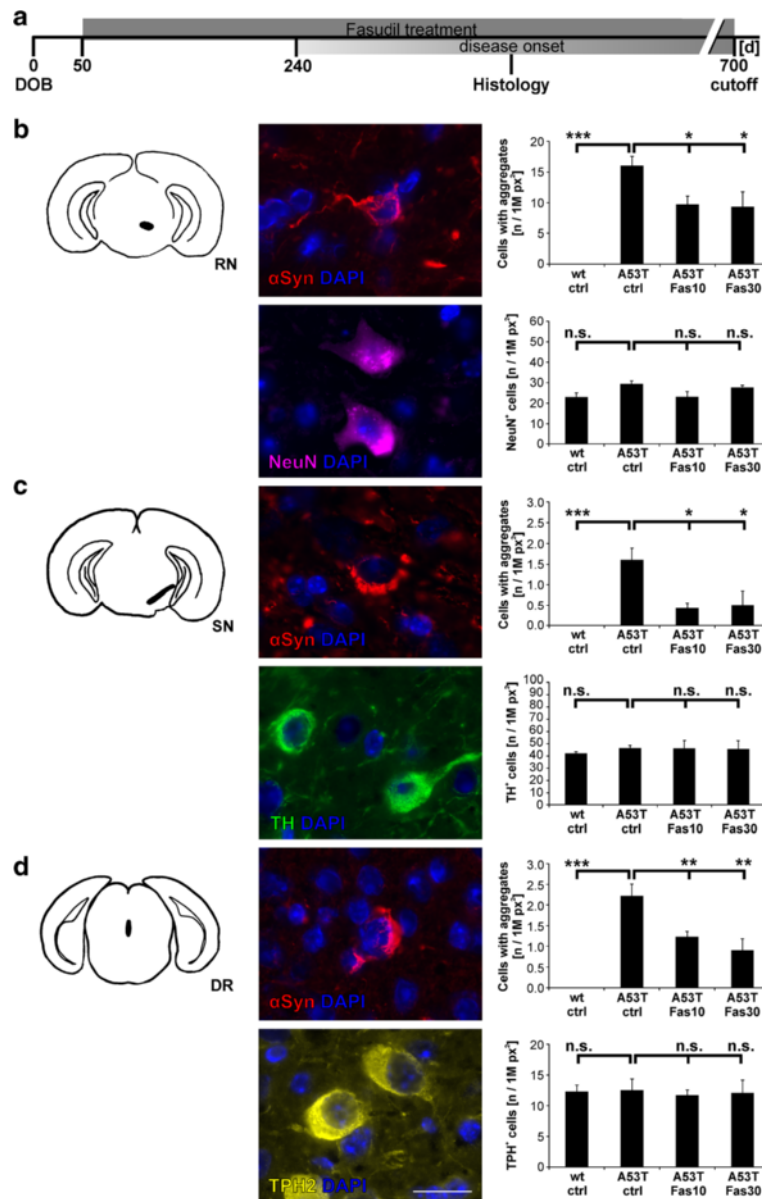 a
Fasudil treatment
disease onset
[d]
0
50
240
700
DOB
Histology
cutoff
b
RN
αSyn DAPI
Cells with aggregates
[n / 1M px²]
20
15
10
5
0
***
*
*
wt ctrl
A53T ctrl
A53T Fas10
A53T Fas30
NeuN DAPI
NeuN⁺ cells [n / 1M px²]
60
50
40
30
20
10
0
n.s.
n.s.
n.s.
wt ctrl
A53T ctrl
A53T Fas10
A53T Fas30
c
SN
αSyn DAPI
Cells with aggregates
[n / 1M px²]
3.0
2.5
2.0
1.5
1.0
0.5
0.0
***
*
*
wt ctrl
A53T ctrl
A53T Fas10
A53T Fas30
TH DAPI
TH⁺ cells [n / 1M px²]
100
90
80
70
60
50
40
30
20
10
0
n.s.
n.s.
n.s.
wt ctrl
A53T ctrl
A53T Fas10
A53T Fas30
d
DR
αSyn DAPI
Cells with aggregates
[n / 1M px²]
3.0
2.5
2.0
1.5
1.0
0.5
0.0
***
**
**
wt ctrl
A53T ctrl
A53T Fas10
A53T Fas30
TPH2 DAPI
TPH⁺ cells [n / 1M px²]
20
15
10
5
0
n.s.
n.s.
n.s.
wt ctrl
A53T ctrl
A53T Fas10
A53T Fas30